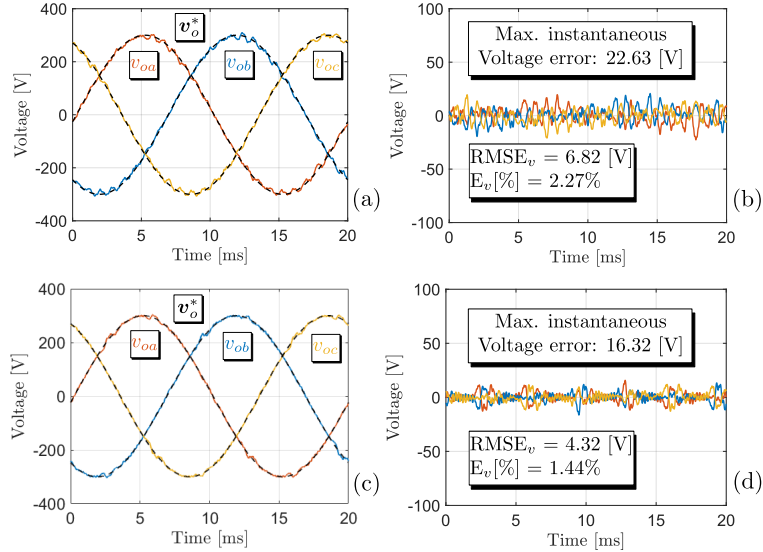 400
200
0
-200
-400
Voltage [V]
v*o
voa
vob
voc
0
5
10
15
20
Time [ms]
(a)
100
50
0
-50
-100
Voltage [V]
Max. instantaneous
Voltage error: 22.63 [V]
RMSEv = 6.82 [V]
Ev[%] = 2.27%
0
5
10
15
20
Time [ms]
(b)
400
200
0
-200
-400
Voltage [V]
v*o
voa
vob
voc
0
5
10
15
20
Time [ms]
(c)
100
50
0
-50
-100
Voltage [V]
Max. instantaneous
Voltage error: 16.32 [V]
RMSEv = 4.32 [V]
Ev[%] = 1.44%
0
5
10
15
20
Time [ms]
(d)